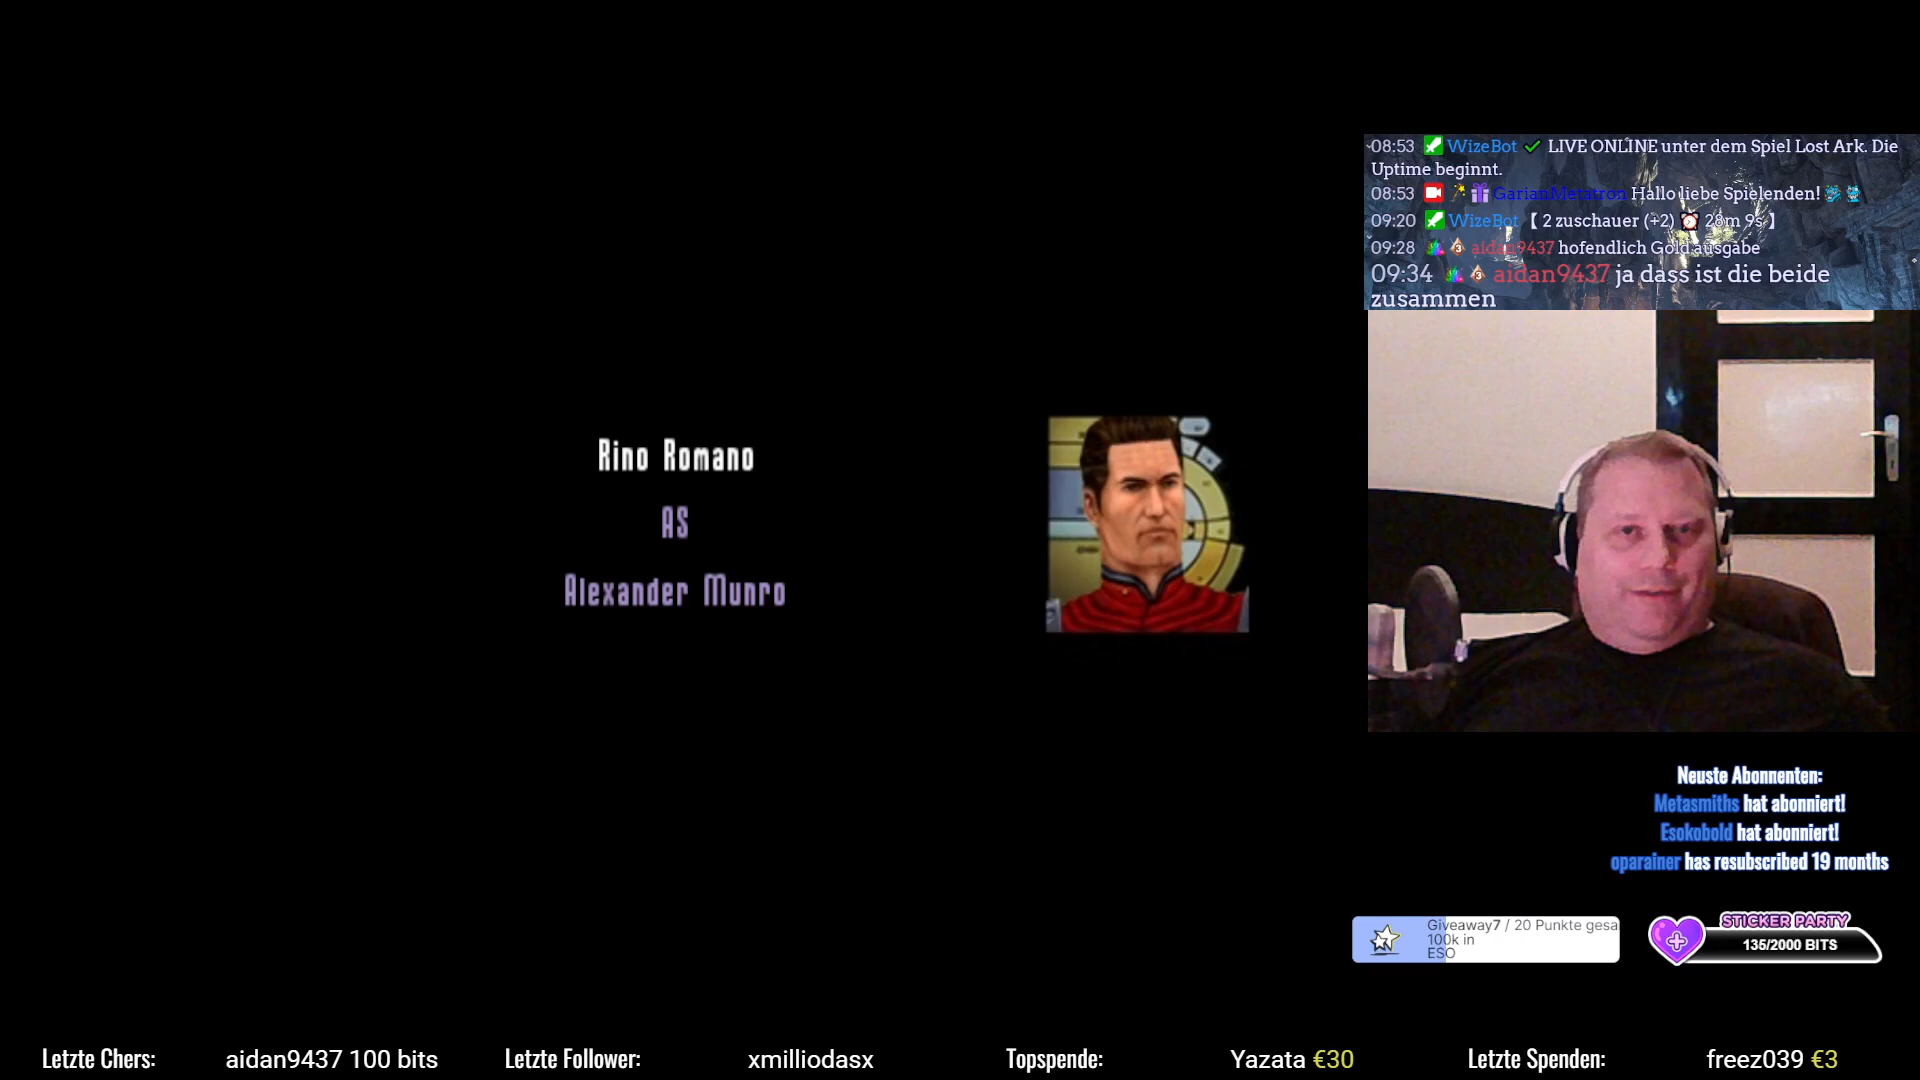 08:53 WizeBot LIVE ONLINE unter dem Spiel Lost Ark. Die
Uptime beginnt.
08:53 GarianMetatron Hallo liebe Spielenden!
09:20 WizeBot 【 2 zuschauer (+2) 28m 9s 】
09:28 aidan9437 hofendlich Gold ausgabe
09:34 aidan9437 ja dass ist die beide
zusammen
Rino Romano
AS
Alexander Munro
Neuste Abonnenten:
Metasmiths hat abonniert!
Esokobold hat abonniert!
oparainer has resubscribed 19 months
Giveaway7 / 20 Punkte gesa
100k in
ESO
STICKER PARTY
135/2000 BITS
Letzte Chers: aidan9437 100 bits Letzte Follower: xmilliodasx Topspende: Yazata €30 Letzte Spenden: freez039 €3